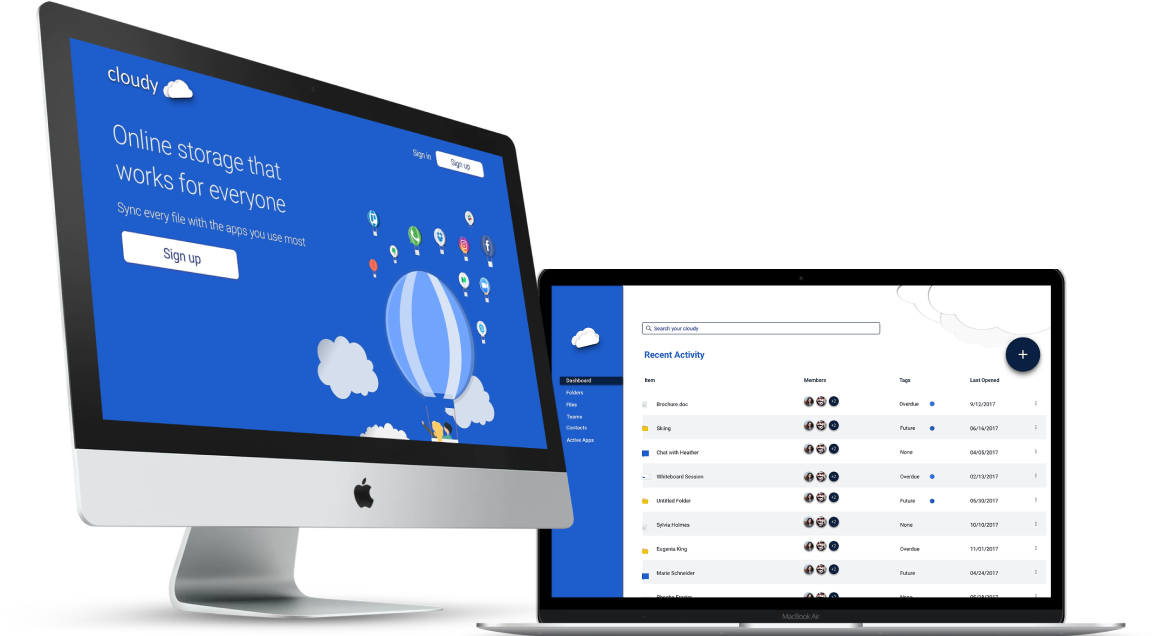 cloudy
Sign in
Sign up
Online storage that
works for everyone
Sync every file with the apps you use most
Sign up
Search your cloudy
Recent Activity
Dashboard
Folders
Files
Teams
Contacts
Active Apps
Item Members Tags Last Opened
Brochure.doc +2 Overdue 9/12/2017
Skiing +2 Future 06/16/2017
Chat with Heather +2 None 04/05/2017
Whiteboard Session +2 Overdue 02/13/2017
Untitled Folder +2 Future 05/30/2017
Sylvia Holmes +2 None 10/10/2017
Eugenia King +2 Overdue 11/01/2017
Marie Schneider +2 Future 04/24/2017
MacBook Air